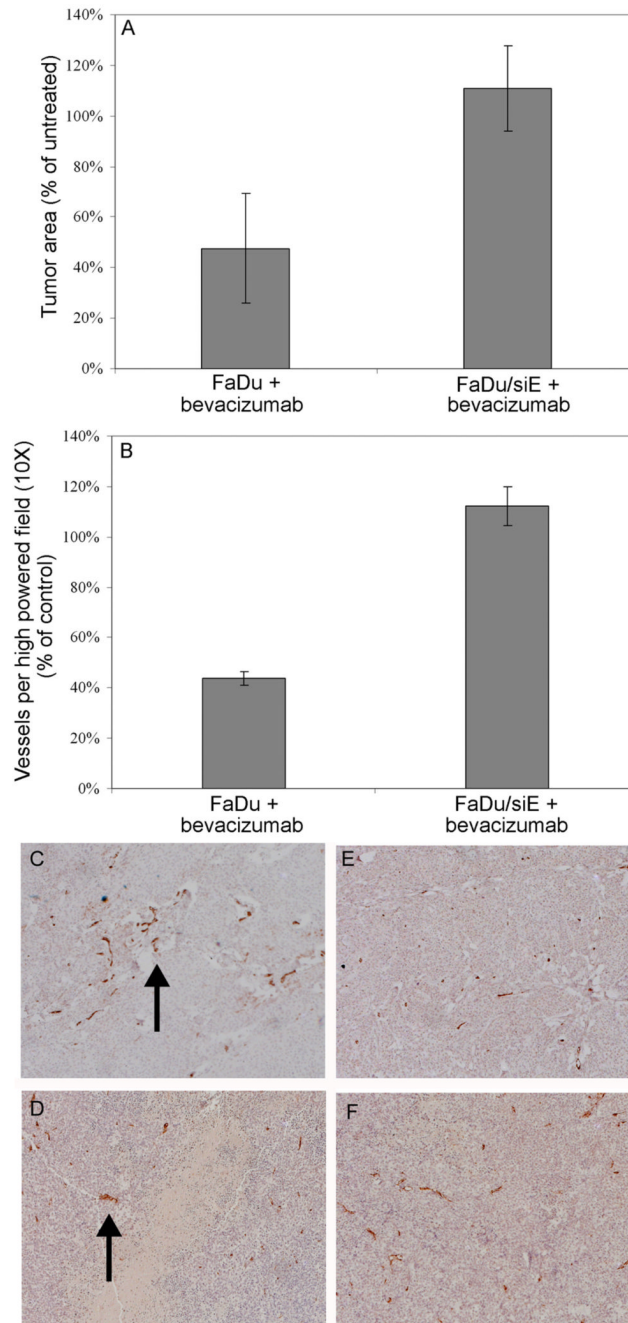 A
Tumor area (% of untreated)
140%
120%
100%
80%
60%
40%
20%
0%
FaDu +
bevacizumab
FaDu/siE +
bevacizumab
B
Vessels per high powered field (10X)
(% of control)
140%
120%
100%
80%
60%
40%
20%
0%
FaDu +
bevacizumab
FaDu/siE +
bevacizumab
C
E
D
F